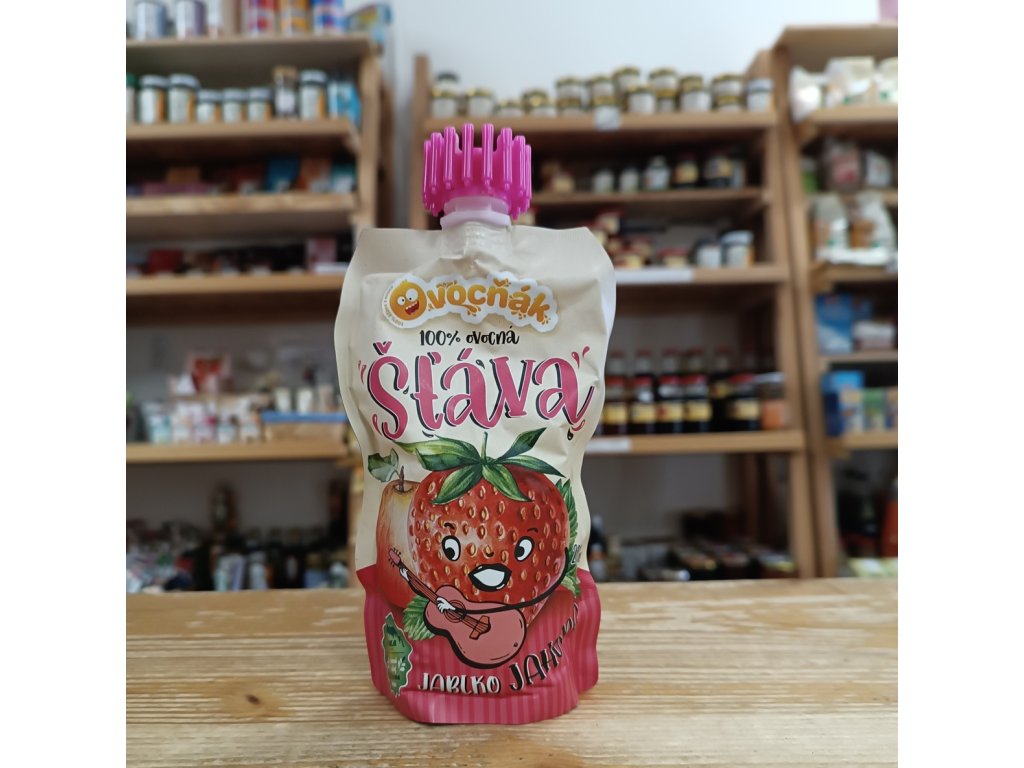 Ovocňák
100% ovocná
Šťáva
JABLKO